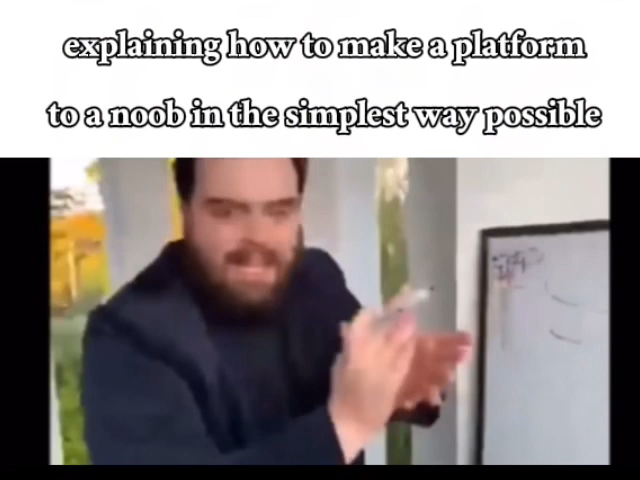 explaining how to make a platform
to a noob in the simplest way possible